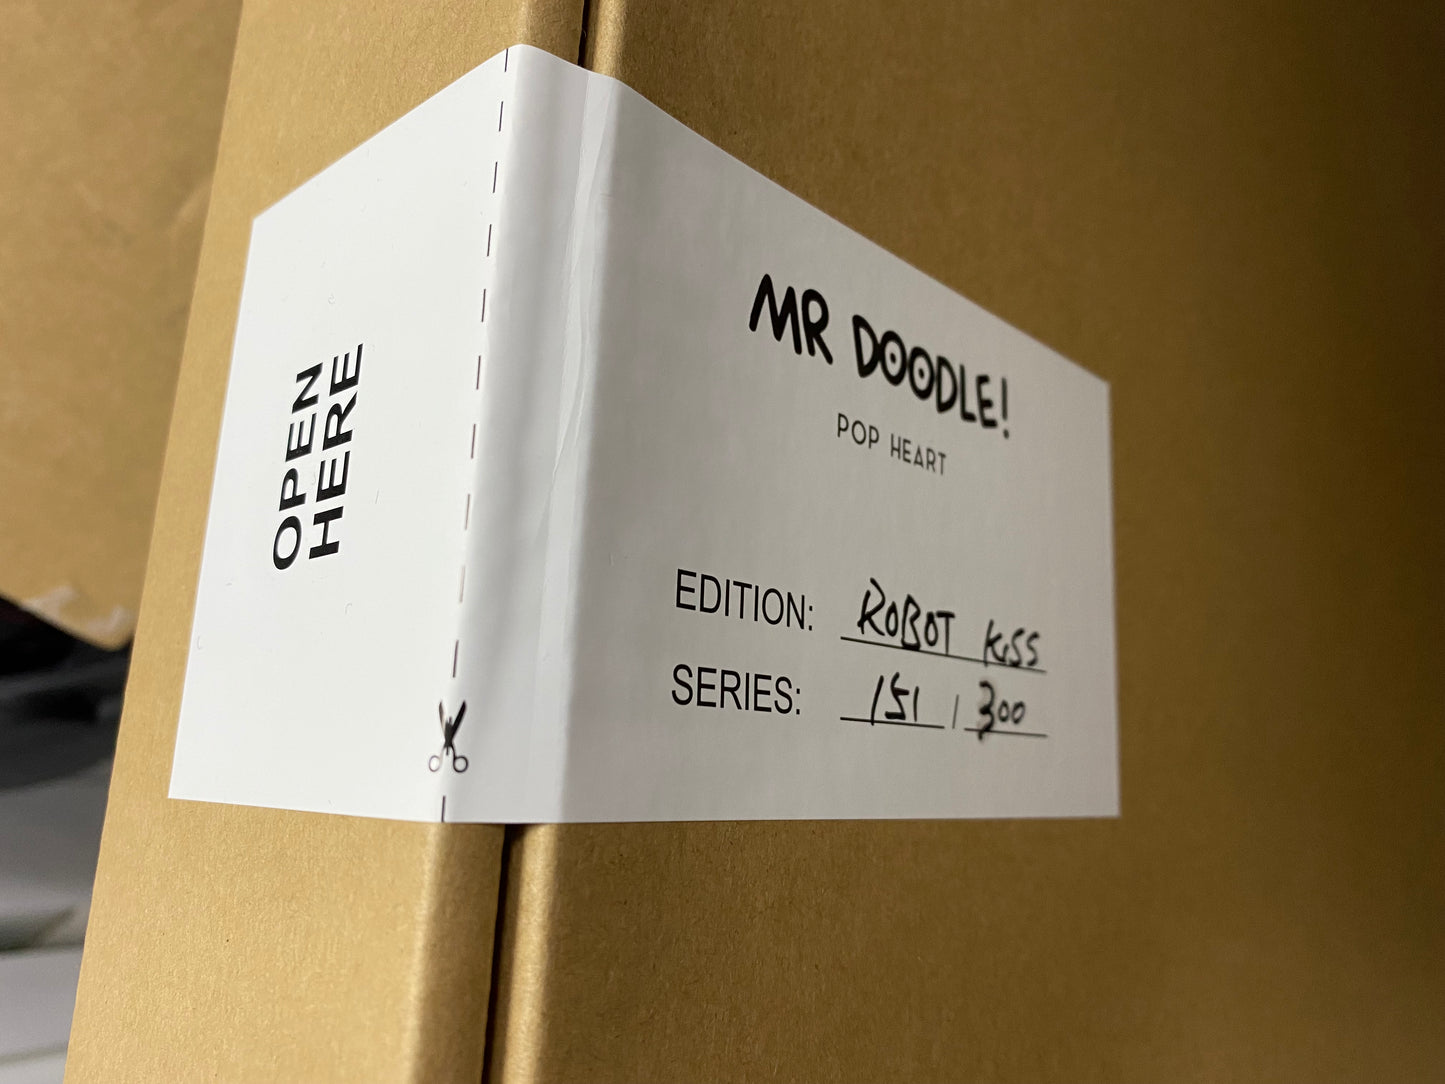 OPEN
HERE
MR DOODLE!
POP HEART
EDITION: ROBOT KISS
SERIES: 151 / 300